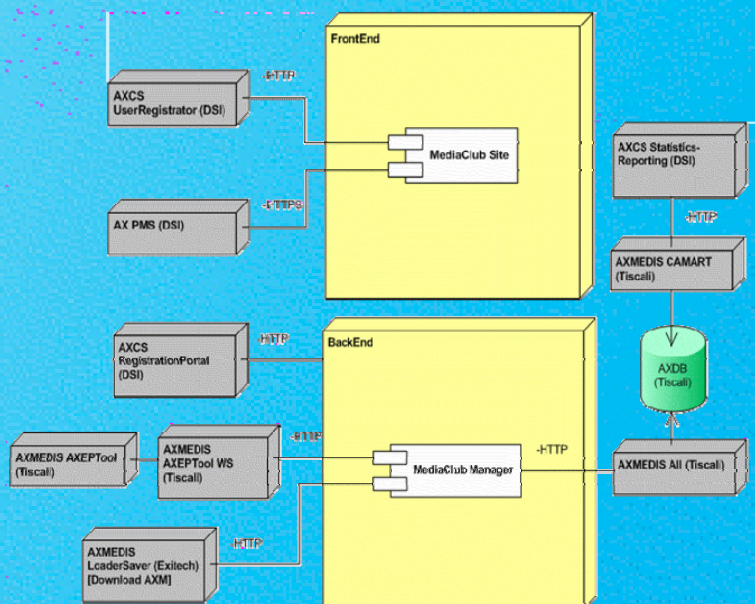 FrontEnd
-HTTP
AXCS
UserRegistrator (DSI)
MediaClub Site
AXCS Statistics-
Reporting (DSI)
-HTTPS
AX PMS (DSI)
-HTTP
AXMEDIS CAMART
(Tiscali)
BackEnd
-HTTP
AXCS
RegistrationPortal
(DSI)
AXDB
(Tiscali)
-HTTP
AXMEDIS AXEPTool
(Tiscali)
AXMEDIS
AXEPTool WS
(Tiscali)
MediaClub Manager
-HTTP
AXMEDIS AII (Tiscali)
-HTTP
AXMEDIS
LoaderSaver (Exitech)
[Download AXM]